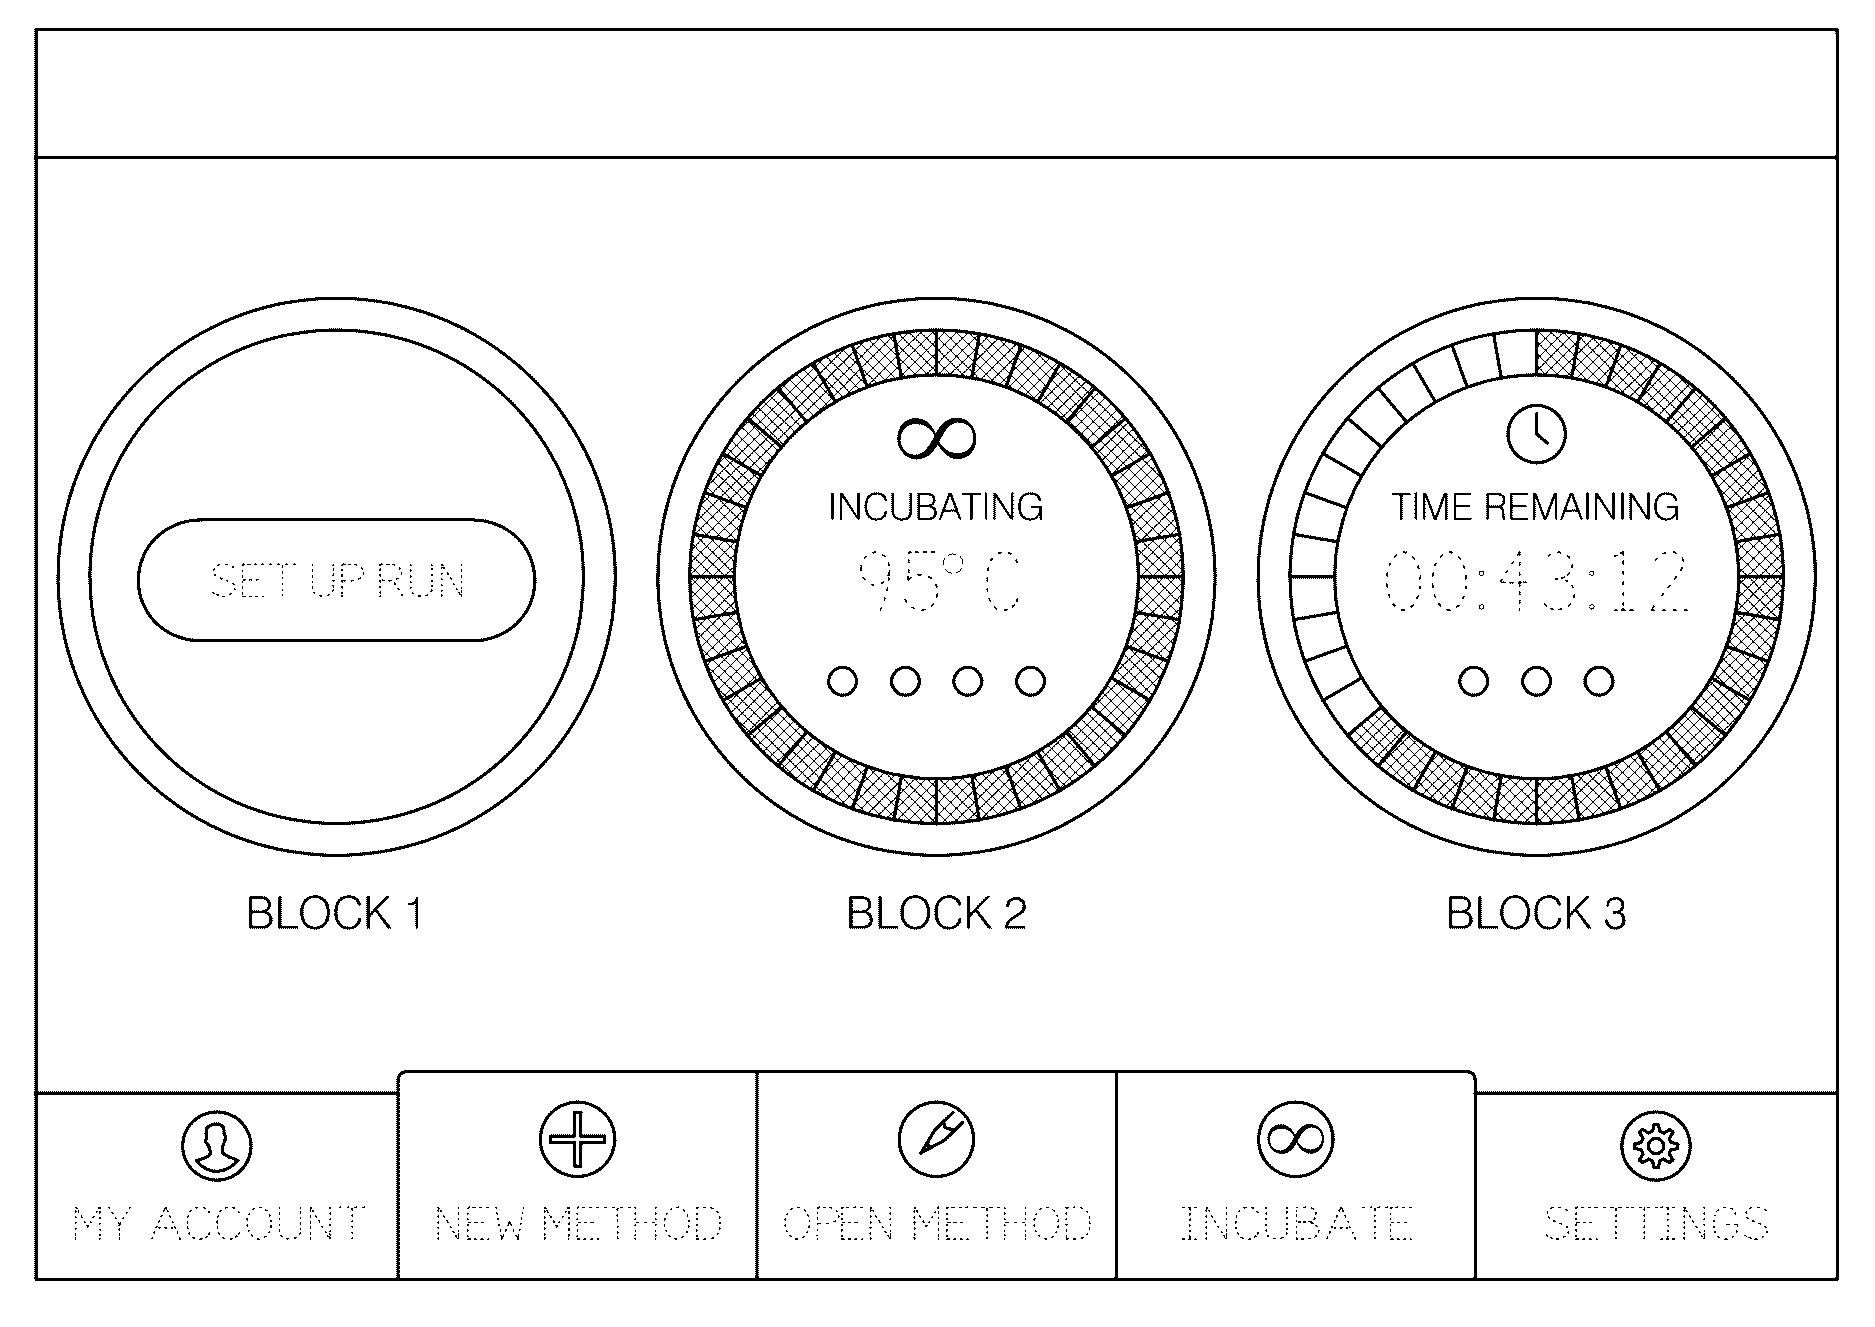 SET UP RUN
INCUBATING
95° C
TIME REMAINING
00:43:12
BLOCK 1
BLOCK 2
BLOCK 3
MY ACCOUNT
NEW METHOD
OPEN METHOD
INCUBATE
SETTINGS